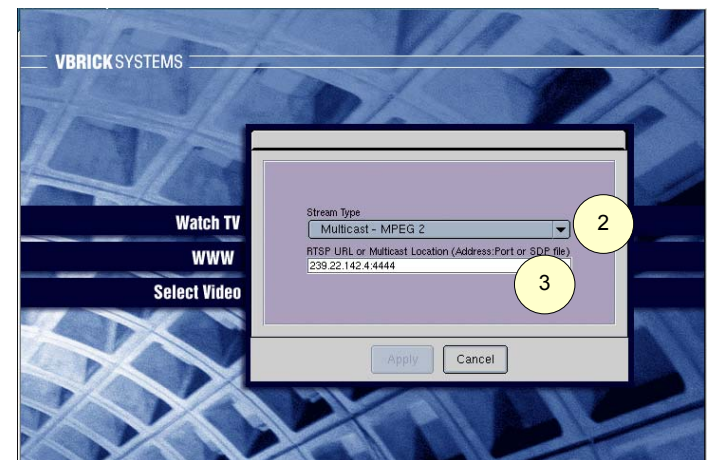 VBRICK SYSTEMS
Stream Type
Multicast - MPEG 2
2
RTSP URL or Multicast Location (Address:Port or SDP file)
239.22.142.4:4444
3
Watch TV
WWW
Select Video
Apply
Cancel